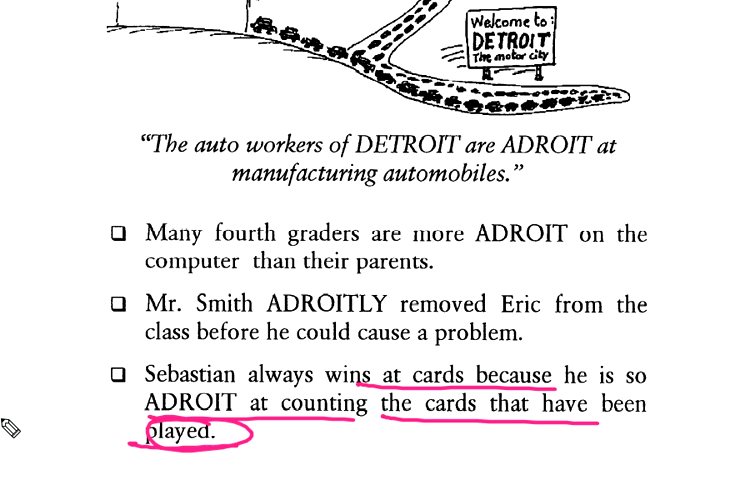 Welcome to :
DETROIT
The motor city
“The auto workers of DETROIT are ADROIT at
manufacturing automobiles.”
❑ Many fourth graders are more ADROIT on the
computer than their parents.
❑ Mr. Smith ADROITLY removed Eric from the
class before he could cause a problem.
❑ Sebastian always wins at cards because he is so
ADROIT at counting the cards that have been
played.